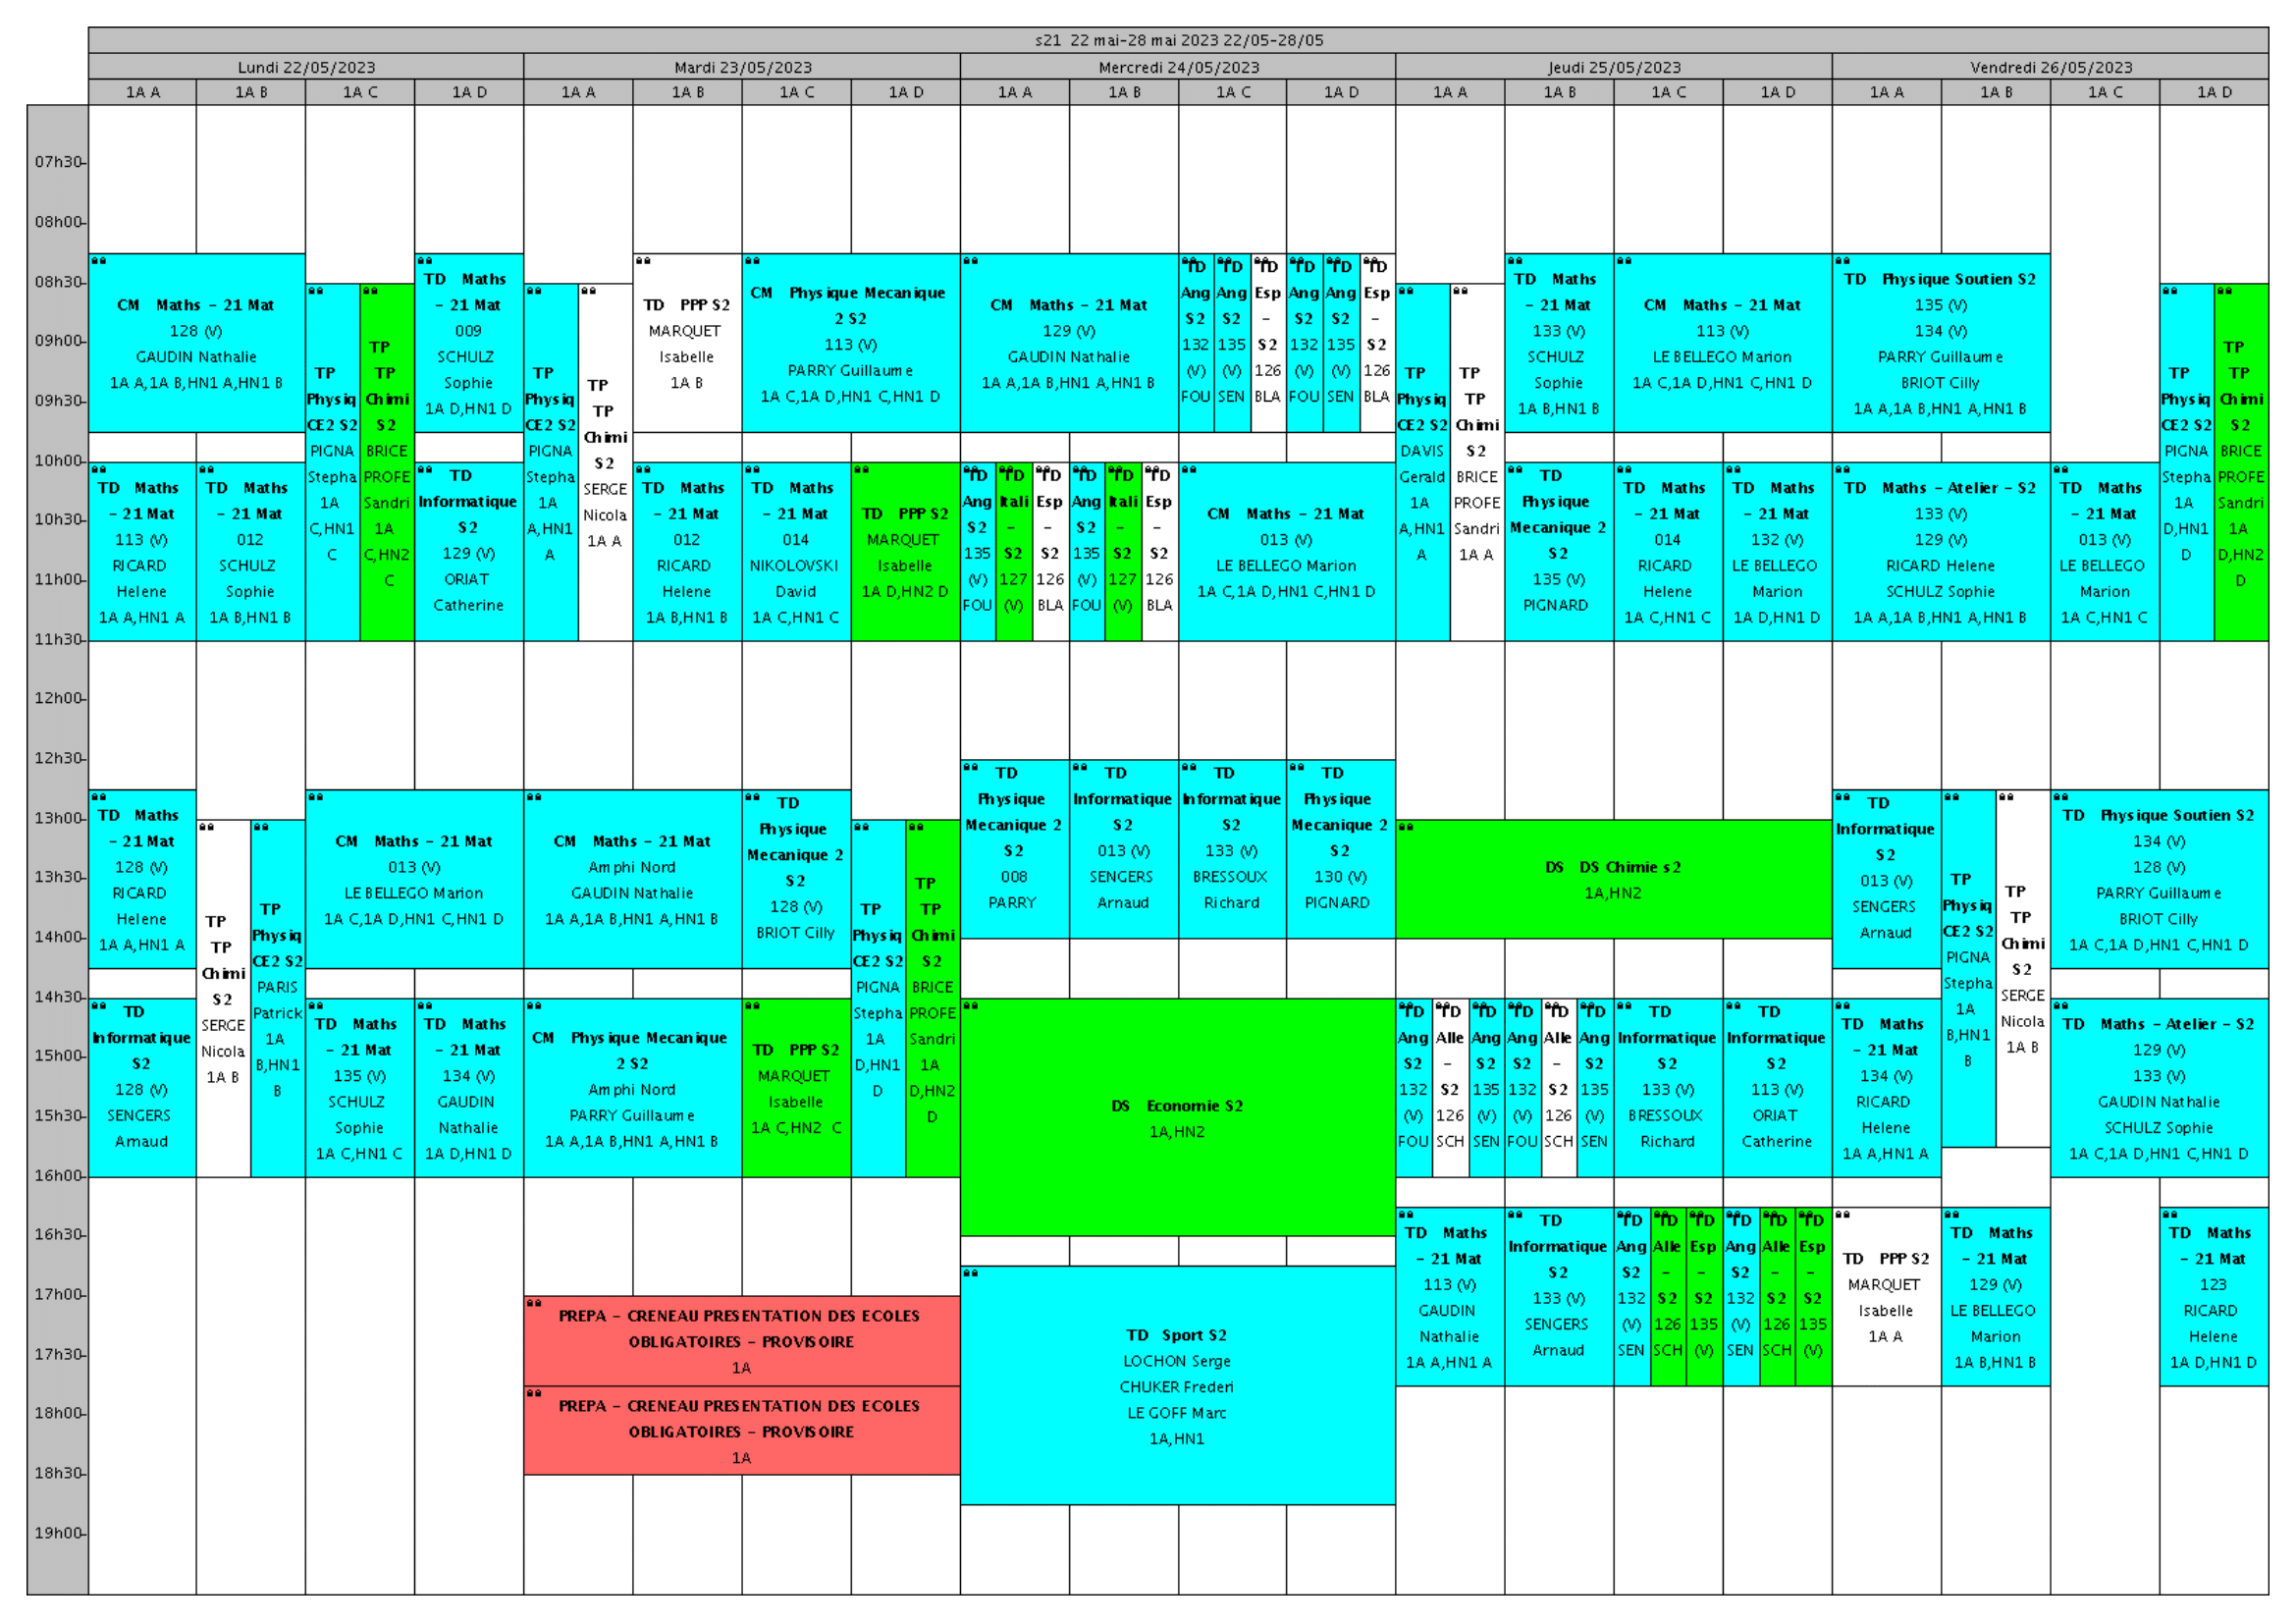 s21 22 mai-28 mai 2023 22/05-28/05
Lundi 22/05/2023
Mardi 23/05/2023
Mercredi 24/05/2023
Jeudi 25/05/2023
Vendredi 26/05/2023
1A A
1A B
1A C
1A D
1A A
1A B
1A C
1A D
1A A
1A B
1A C
1A D
1A A
1A B
1A C
1A D
1A A
1A B
1A C
1A D
07h30
08h00
08h30
09h00
09h30
10h00
10h30
11h00
11h30
12h00
12h30
13h00
13h30
14h00
14h30
15h00
15h30
16h00
16h30
17h00
17h30
18h00
18h30
19h00
CM Maths - 21 Mat
128 (V)
GAUDIN Nathalie
1A A,1A B,HN1 A,HN1 B
TP
Physiq
CE2 S2
PIGNA
Stepha
1A
C,HN1
C
TP
TP
Chimi
S2
BRICE
PROFE
Sandri
1A
C,HN2
C
TD Maths
- 21 Mat
009
SCHULZ
Sophie
1A D,HN1 D
TD Maths
- 21 Mat
113 (V)
RICARD
Helene
1A A,HN1 A
TD Maths
- 21 Mat
012
SCHULZ
Sophie
1A B,HN1 B
TD
Informatique
S2
129 (V)
ORIAT
Catherine
TD Maths
- 21 Mat
128 (V)
RICARD
Helene
1A A,HN1 A
TP
TP
Chimi
S2
SERGE
Nicola
1A B
TP
Physiq
CE2 S2
PARIS
Patrick
1A
B,HN1
B
CM Maths - 21 Mat
013 (V)
LE BELLEGO Marion
1A C,1A D,HN1 C,HN1 D
TD
Informatique
S2
128 (V)
SENGERS
Arnaud
TD Maths
- 21 Mat
135 (V)
SCHULZ
Sophie
1A C,HN1 C
TD Maths
- 21 Mat
134 (V)
GAUDIN
Nathalie
1A D,HN1 D
TP
Physiq
CE2 S2
PIGNA
Stepha
1A
A,HN1
A
TP
TP
Chimi
S2
SERGE
Nicola
1A A
TD PPP S2
MARQUET
Isabelle
1A B
CM Physique Mecanique
2 S2
113 (V)
PARRY Guillaume
1A C,1A D,HN1 C,HN1 D
TD Maths
- 21 Mat
012
RICARD
Helene
1A B,HN1 B
TD Maths
- 21 Mat
014
NIKOLOVSKI
David
1A C,HN1 C
TD PPP S2
MARQUET
Isabelle
1A D,HN2 D
CM Maths - 21 Mat
Amphi Nord
GAUDIN Nathalie
1A A,1A B,HN1 A,HN1 B
TD
Physique
Mecanique 2
S2
128 (V)
BRIOT Cilly
TP
Physiq
CE2 S2
PIGNA
Stepha
1A
D,HN1
D
TP
TP
Chimi
S2
BRICE
PROFE
Sandri
1A
D,HN2
D
CM Physique Mecanique
2 S2
Amphi Nord
PARRY Guillaume
1A A,1A B,HN1 A,HN1 B
TD PPP S2
MARQUET
Isabelle
1A C,HN2 C
PREPA - CRENEAU PRESENTATION DES ECOLES
OBLIGATOIRES - PROVISOIRE
1A
PREPA - CRENEAU PRESENTATION DES ECOLES
OBLIGATOIRES - PROVISOIRE
1A
CM Maths - 21 Mat
129 (V)
GAUDIN Nathalie
1A A,1A B,HN1 A,HN1 B
TD
Ang
S2
132
(V)
FOU
TD
Ang
S2
135
(V)
SEN
TD
Esp
-
S2
126
BLA
TD
Ang
S2
132
(V)
FOU
TD
Ang
S2
135
(V)
SEN
TD
Esp
-
S2
126
BLA
TD
Ang
S2
135
(V)
FOU
TD
Itali
-
S2
127
(V)
TD
Esp
-
S2
126
BLA
TD
Ang
S2
135
(V)
FOU
TD
Itali
-
S2
127
(V)
TD
Esp
-
S2
126
BLA
CM Maths - 21 Mat
013 (V)
LE BELLEGO Marion
1A C,1A D,HN1 C,HN1 D
TD
Physique
Mecanique 2
S2
008
PARRY
TD
Informatique
S2
013 (V)
SENGERS
Arnaud
TD
Informatique
S2
133 (V)
BRESSOUX
Richard
TD
Physique
Mecanique 2
S2
130 (V)
PIGNARD
DS Economie S2
1A,HN2
TD Sport S2
LOCHON Serge
CHUKER Frederi
LE GOFF Marc
1A,HN1
TP
Physiq
CE2 S2
DAVIS
Gerald
1A
A,HN1
A
TP
TP
Chimi
S2
BRICE
PROFE
Sandri
1A A
TD Maths
- 21 Mat
133 (V)
SCHULZ
Sophie
1A B,HN1 B
CM Maths - 21 Mat
113 (V)
LE BELLEGO Marion
1A C,1A D,HN1 C,HN1 D
TD
Physique
Mecanique 2
S2
135 (V)
PIGNARD
TD Maths
- 21 Mat
014
RICARD
Helene
1A C,HN1 C
TD Maths
- 21 Mat
132 (V)
LE BELLEGO
Marion
1A D,HN1 D
DS DS Chimie s2
1A,HN2
TD
Ang
S2
132
(V)
FOU
TD
Alle
-
S2
126
SCH
TD
Ang
S2
135
(V)
SEN
TD
Ang
S2
132
(V)
FOU
TD
Alle
-
S2
126
SCH
TD
Ang
S2
135
(V)
SEN
TD
Informatique
S2
133 (V)
BRESSOUX
Richard
TD
Informatique
S2
113 (V)
ORIAT
Catherine
TD Maths
- 21 Mat
113 (V)
GAUDIN
Nathalie
1A A,HN1 A
TD
Informatique
S2
133 (V)
SENGERS
Arnaud
TD
Ang
S2
132
(V)
SEN
TD
Alle
-
S2
126
SCH
TD
Esp
-
S2
135
(V)
TD
Ang
S2
132
(V)
SEN
TD
Alle
-
S2
126
SCH
TD
Esp
-
S2
135
(V)
TD Physique Soutien S2
135 (V)
134 (V)
PARRY Guillaume
BRIOT Cilly
1A A,1A B,HN1 A,HN1 B
TP
Physiq
CE2 S2
PIGNA
Stepha
1A
D,HN1
D
TP
TP
Chimi
S2
BRICE
PROFE
Sandri
1A
D,HN2
D
TD Maths - Atelier - S2
133 (V)
129 (V)
RICARD Helene
SCHULZ Sophie
1A A,1A B,HN1 A,HN1 B
TD Maths
- 21 Mat
013 (V)
LE BELLEGO
Marion
1A C,HN1 C
TD
Informatique
S2
013 (V)
SENGERS
Arnaud
TP
Physiq
CE2 S2
PIGNA
Stepha
1A
B,HN1
B
TP
TP
Chimi
S2
SERGE
Nicola
1A B
TD Physique Soutien S2
134 (V)
128 (V)
PARRY Guillaume
BRIOT Cilly
1A C,1A D,HN1 C,HN1 D
TD Maths
- 21 Mat
134 (V)
RICARD
Helene
1A A,HN1 A
TD Maths - Atelier - S2
129 (V)
133 (V)
GAUDIN Nathalie
SCHULZ Sophie
1A C,1A D,HN1 C,HN1 D
TD PPP S2
MARQUET
Isabelle
1A A
TD Maths
- 21 Mat
129 (V)
LE BELLEGO
Marion
1A B,HN1 B
TD Maths
- 21 Mat
123
RICARD
Helene
1A D,HN1 D